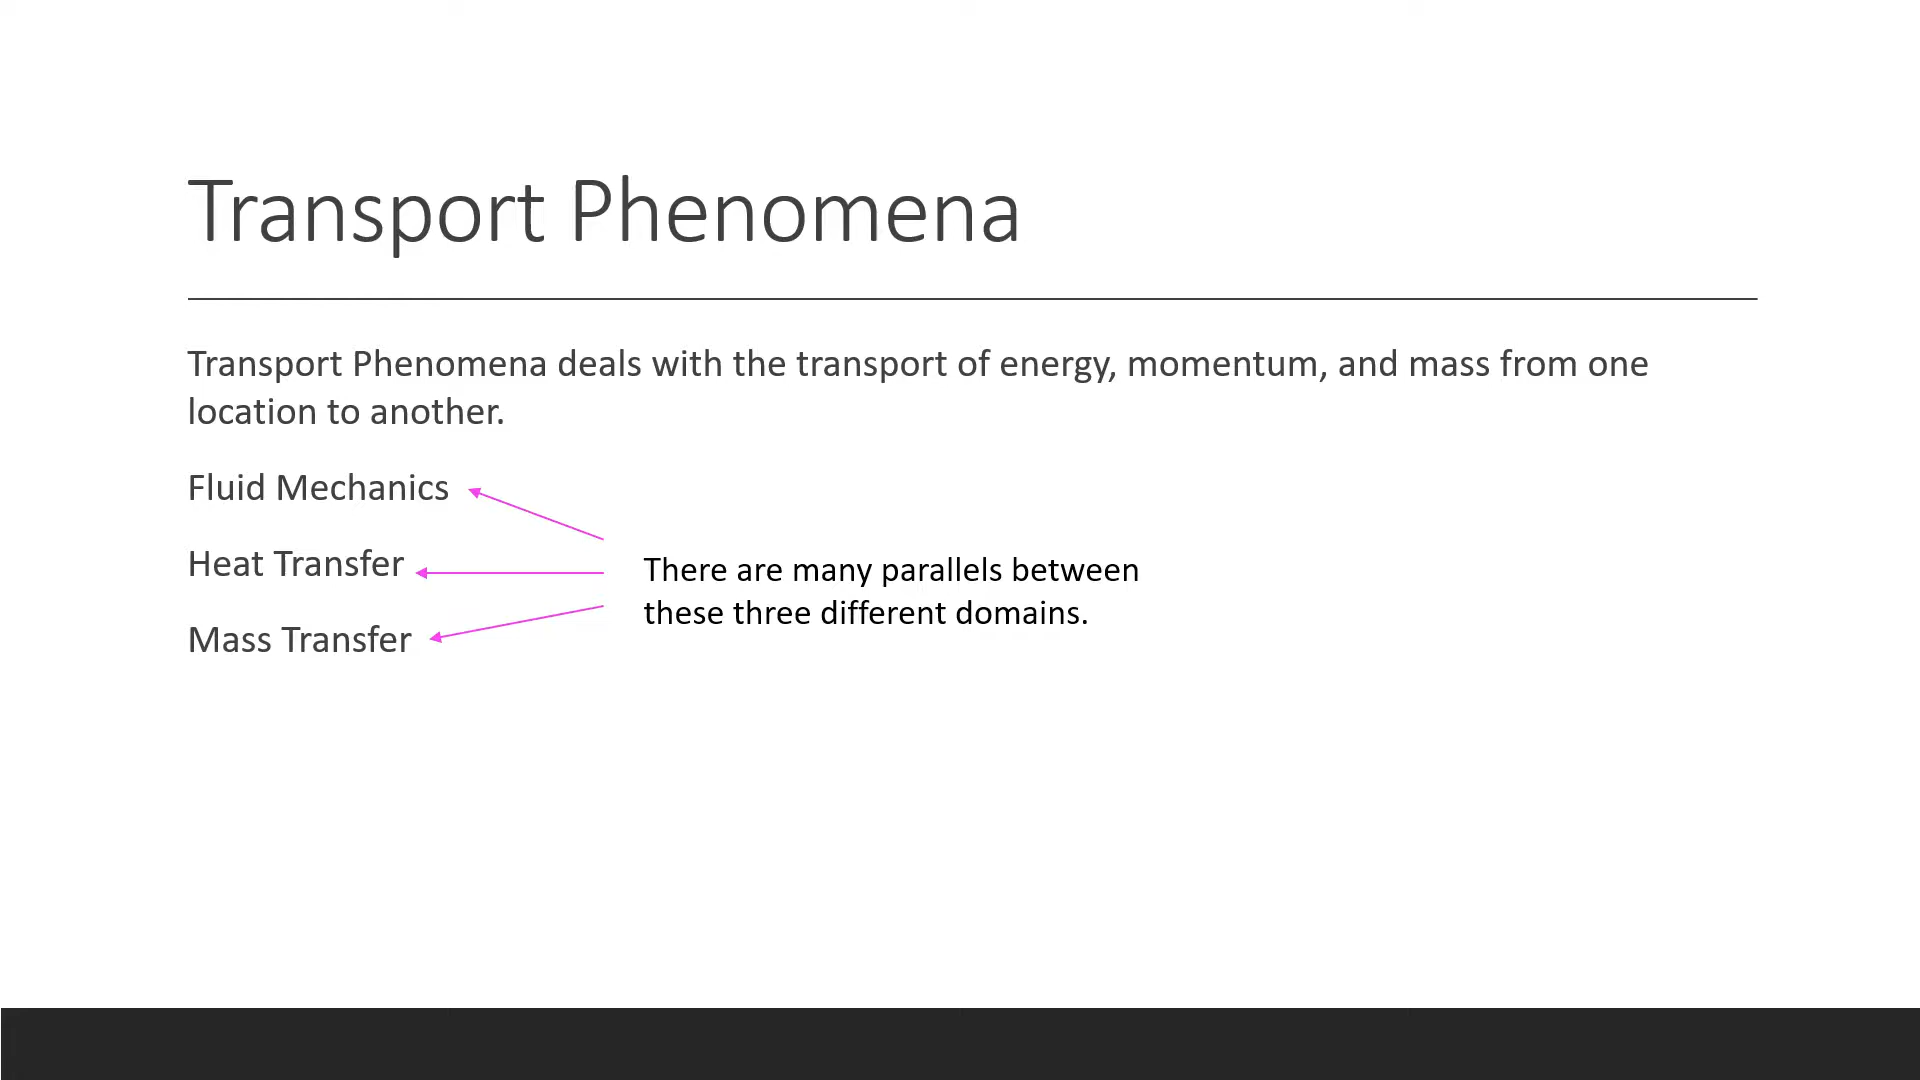 Transport Phenomena
Transport Phenomena deals with the transport of energy, momentum, and mass from one
location to another.
Fluid Mechanics
Heat Transfer
Mass Transfer
There are many parallels between
these three different domains.